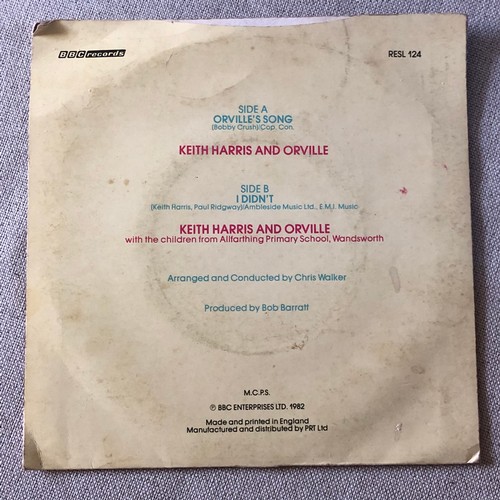 BBC records
RESL 124
SIDE A
ORVILLE'S SONG
(Bobby Crush)/Cop. Con.
KEITH HARRIS AND ORVILLE
SIDE B
I DIDN'T
(Keith Harris, Paul Ridgway)/Ambleside Music Ltd., E.M.I. Music
KEITH HARRIS AND ORVILLE
with the children from Allfarthing Primary School, Wandsworth
Arranged and Conducted by Chris Walker
Produced by Bob Barratt
M.C.P.S.
℗ BBC ENTERPRISES LTD. 1982
Made and printed in England
Manufactured and distributed by PRT Ltd